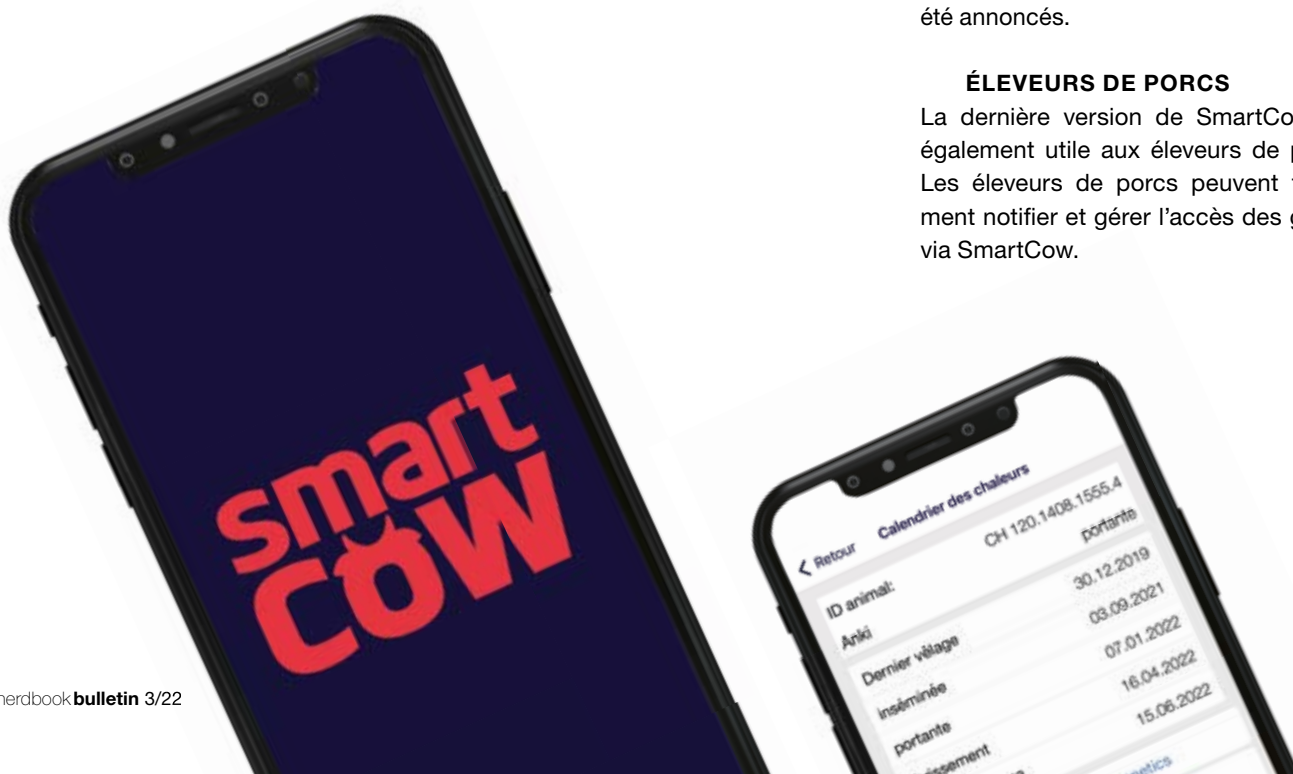 été annoncés.
ÉLEVEURS DE PORCS
La dernière version de SmartCo
également utile aux éleveurs de p
Les éleveurs de porcs peuvent
ment notifier et gérer l'accès des
via SmartCow.
smart
cow
herdbook bulletin 3/22
Retour Calendrier des chaleurs
ID animal: CH 120.1408.1555.4
Anki portante
Dernier vêlage 30.12.2019
inséminée 03.09.2021
portante 07.01.2022
16.04.2022
15.06.2022